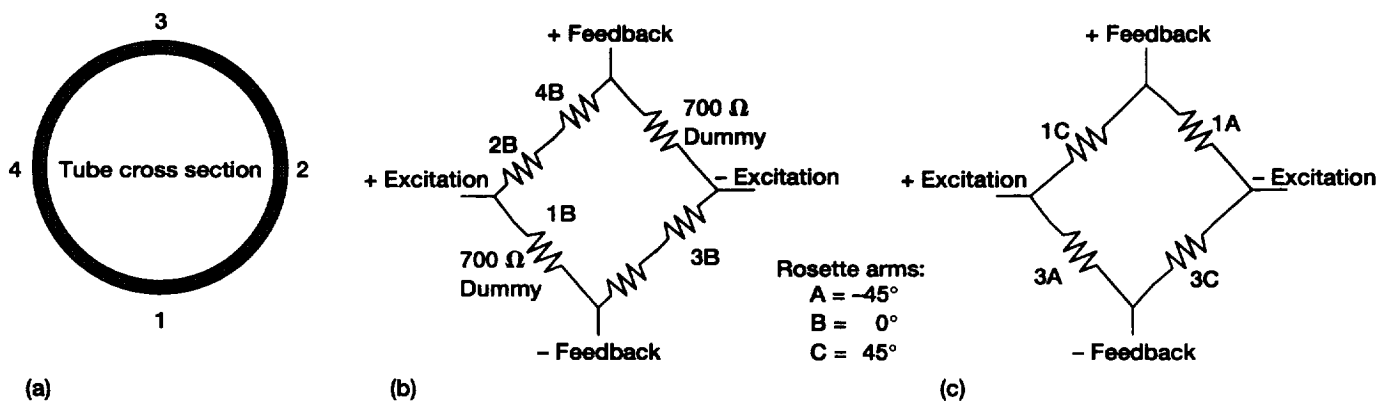 3
4
Tube cross section
2
1
(a)
+ Feedback
4B
700 Ω
Dummy
2B
+ Excitation
– Excitation
1B
700 Ω
Dummy
3B
– Feedback
(b)
Rosette arms:
A = –45°
B = 0°
C = 45°
+ Feedback
1C
1A
+ Excitation
– Excitation
3A
3C
– Feedback
(c)